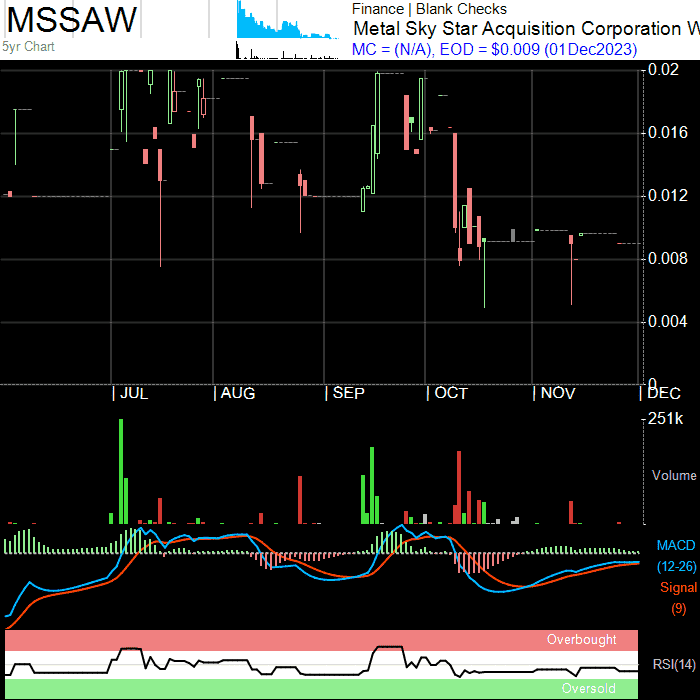 MSSAW
5yr Chart
Finance | Blank Checks
Metal Sky Star Acquisition Corporation W
MC = (N/A), EOD = $0.009 (01Dec2023)
0.02
0.016
0.012
0.008
0.004
0
JUL
AUG
SEP
OCT
NOV
DEC
251k
Volume
MACD
(12-26)
Signal
(9)
Overbought
RSI(14)
Oversold